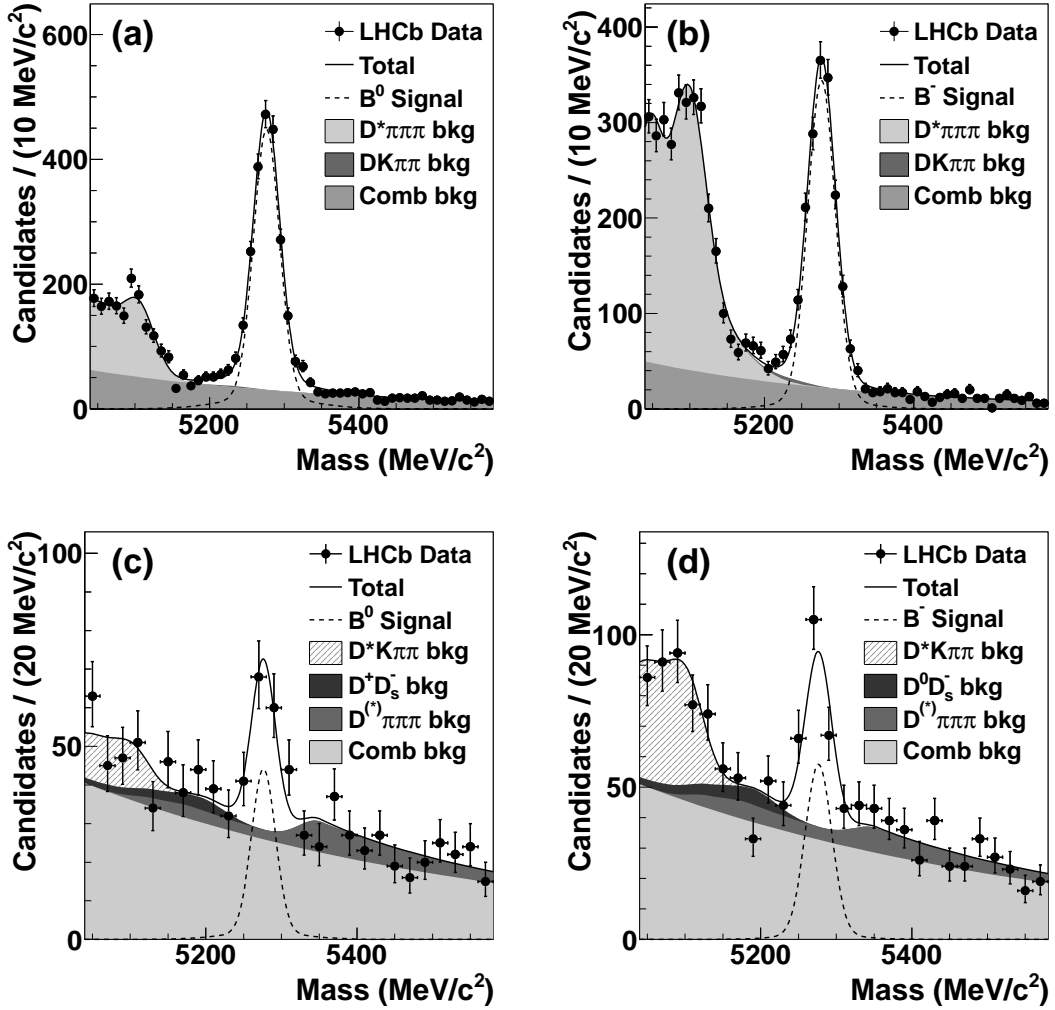 (a)
LHCb Data
Total
B⁰ Signal
D*πππ bkg
DKππ bkg
Comb bkg
Candidates / (10 MeV/c²)
600
400
200
0
5200 5400
Mass (MeV/c²)
(b)
LHCb Data
Total
B⁻ Signal
D*πππ bkg
DKππ bkg
Comb bkg
Candidates / (10 MeV/c²)
400
300
200
100
0
5200 5400
Mass (MeV/c²)
(c)
LHCb Data
Total
B⁰ Signal
D*Kππ bkg
D⁺Dₛ⁻ bkg
D⁽*⁾πππ bkg
Comb bkg
Candidates / (20 MeV/c²)
100
50
0
5200 5400
Mass (MeV/c²)
(d)
LHCb Data
Total
B⁻ Signal
D*Kππ bkg
D⁰Dₛ⁻ bkg
D⁽*⁾πππ bkg
Comb bkg
Candidates / (20 MeV/c²)
100
50
0
5200 5400
Mass (MeV/c²)